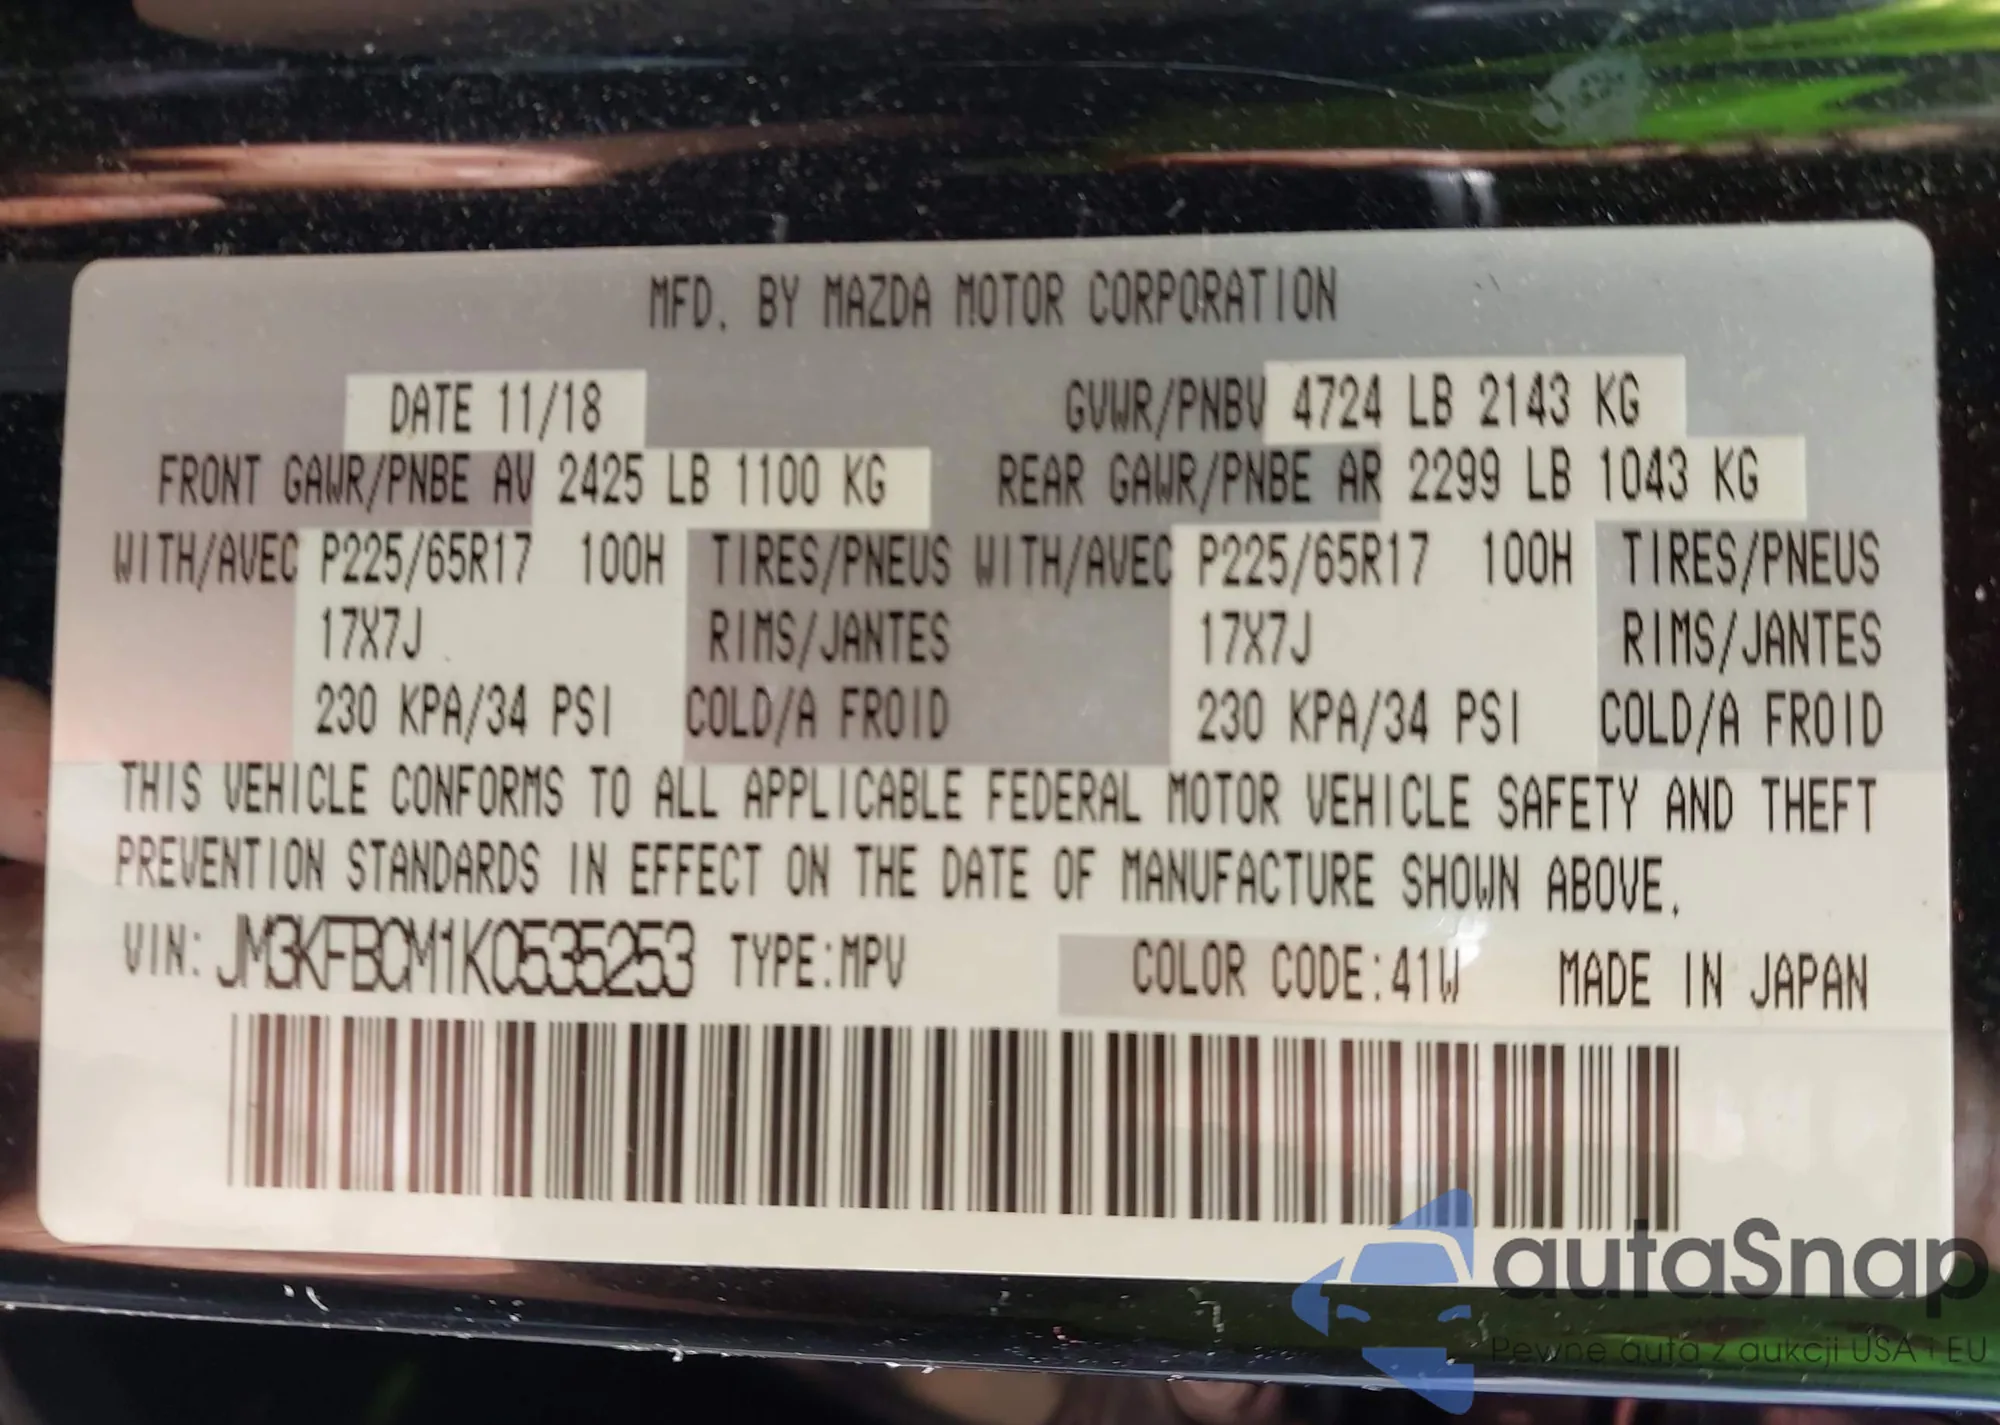 MFD. BY MAZDA MOTOR CORPORATION
DATE 11/18 GVWR/PNBV 4724 LB 2143 KG
FRONT GAWR/PNBE AV 2425 LB 1100 KG REAR GAWR/PNBE AR 2299 LB 1043 KG
WITH/AVEC P225/65R17 100H TIRES/PNEUS WITH/AVEC P225/65R17 100H TIRES/PNEUS
17X7J RIMS/JANTES 17X7J RIMS/JANTES
230 KPA/34 PSI COLD/A FROID 230 KPA/34 PSI COLD/A FROID
THIS VEHICLE CONFORMS TO ALL APPLICABLE FEDERAL MOTOR VEHICLE SAFETY AND THEFT
PREVENTION STANDARDS IN EFFECT ON THE DATE OF MANUFACTURE SHOWN ABOVE.
VIN: JM3KFBCM1K0535253 TYPE:MPV COLOR CODE:41W MADE IN JAPAN
autaSnap
Pewne auta z aukcji USA i EU